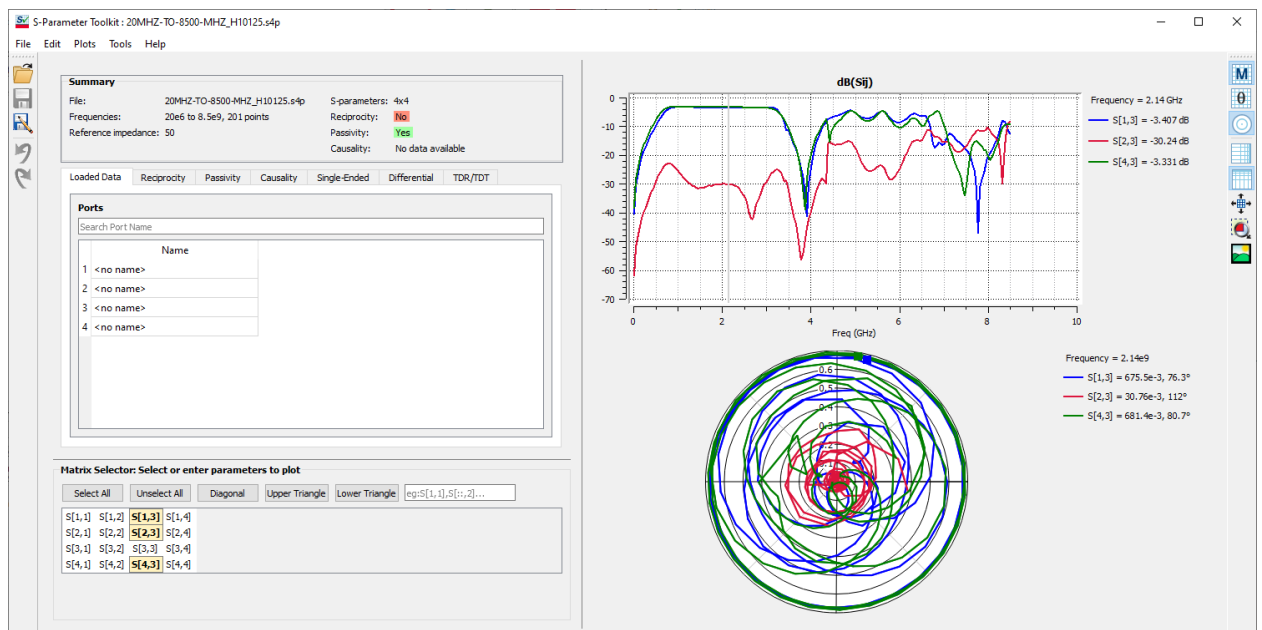 S-Parameter Toolkit : 20MHZ-TO-8500-MHZ_H10125.s4p
File Edit Plots Tools Help
Summary
File: 20MHZ-TO-8500-MHZ_H10125.s4p S-parameters: 4x4
Frequencies: 20e6 to 8.5e9, 201 points Reciprocity: No
Reference impedance: 50 Passivity: Yes
Causality: No data available
Loaded Data Reciprocity Passivity Causality Single-Ended Differential TDR/TDT
Ports
Search Port Name
Name
1 <no name>
2 <no name>
3 <no name>
4 <no name>
Matrix Selector: Select or enter parameters to plot
Select All Unselect All Diagonal Upper Triangle Lower Triangle eg:S[1,1],S[::,2]...
S[1,1] S[1,2] S[1,3] S[1,4]
S[2,1] S[2,2] S[2,3] S[2,4]
S[3,1] S[3,2] S[3,3] S[3,4]
S[4,1] S[4,2] S[4,3] S[4,4]
dB(Sij)
0
-10
-20
-30
-40
-50
-60
-70
0 2 4 6 8 10
Freq (GHz)
Frequency = 2.14 GHz
S[1,3] = -3.407 dB
S[2,3] = -30.24 dB
S[4,3] = -3.331 dB
0.6
0.5
0.4
0.3
Frequency = 2.14e9
S[1,3] = 675.5e-3, 76.3°
S[2,3] = 30.76e-3, 112°
S[4,3] = 681.4e-3, 80.7°
M
θ